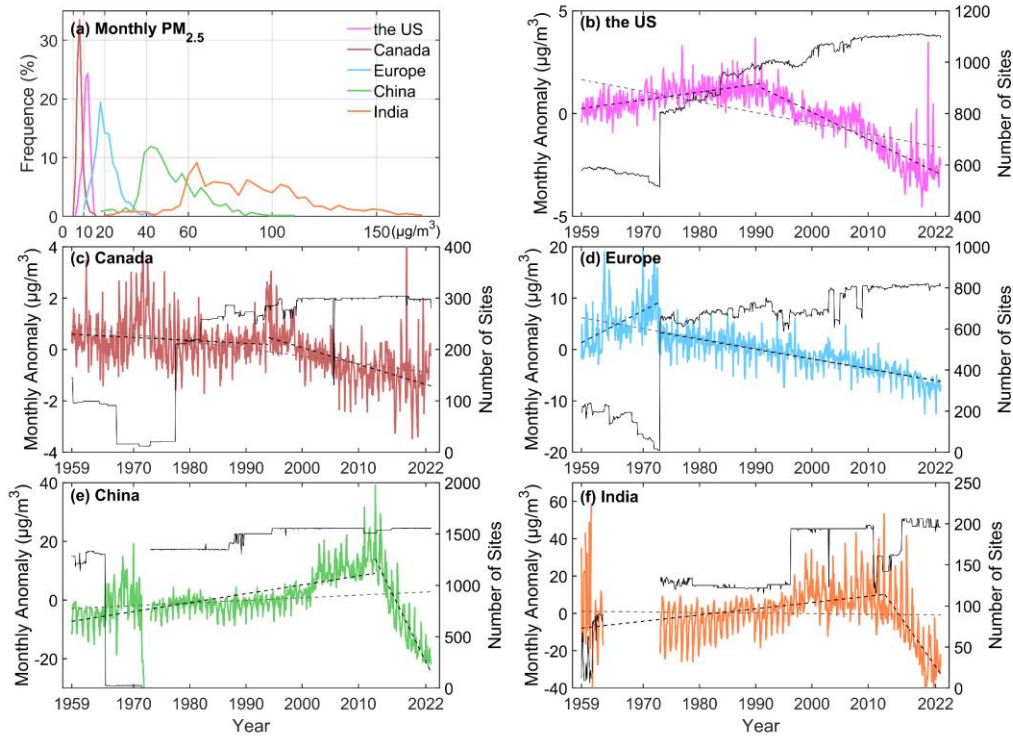 (a) Monthly PM2.5
the US
Canada
Europe
China
India
Frequence (%)
30
20
10
0
0 10 20 40 60 100 150(µg/m³)
(b) the US
Monthly Anomaly (µg/m³)
5
0
-5
Number of Sites
1200
1100
1000
900
800
700
600
500
400
1959 1970 1980 1990 2000 2010 2022
(c) Canada
Monthly Anomaly (µg/m³)
4
2
0
-2
-4
Number of Sites
400
300
200
100
0
1959 1970 1980 1990 2000 2010 2022
(d) Europe
Monthly Anomaly (µg/m³)
20
10
0
-10
-20
Number of Sites
1000
800
600
400
200
0
1959 1970 1980 1990 2000 2010 2022
(e) China
Monthly Anomaly (µg/m³)
40
20
0
-20
Number of Sites
2000
1500
1000
500
0
1959 1970 1980 1990 2000 2010 2022
Year
(f) India
Monthly Anomaly (µg/m³)
60
40
20
0
-20
-40
Number of Sites
250
200
150
100
50
0
1959 1970 1980 1990 2000 2010 2022
Year